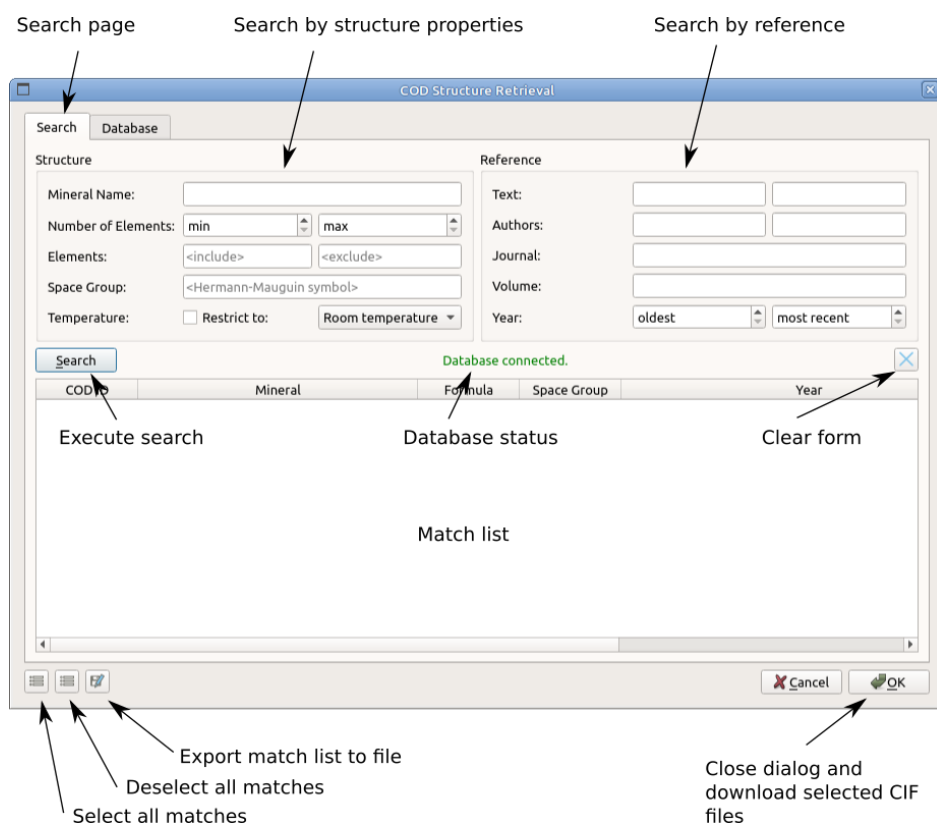 Search page
Search by structure properties
Search by reference
COD Structure Retrieval
Search
Database
Structure
Mineral Name:
Number of Elements:
min
max
Elements:
<include>
<exclude>
Space Group:
<Hermann-Mauguin symbol>
Temperature:
Restrict to:
Room temperature
Reference
Text:
Authors:
Journal:
Volume:
Year:
oldest
most recent
Search
Database connected.
COD ID
Mineral
Formula
Space Group
Year
Execute search
Database status
Clear form
Match list
Cancel
OK
Export match list to file
Deselect all matches
Select all matches
Close dialog and
download selected CIF
files